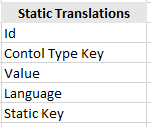 Static Translations
Id
Contol Type Key
Value
Language
Static Key